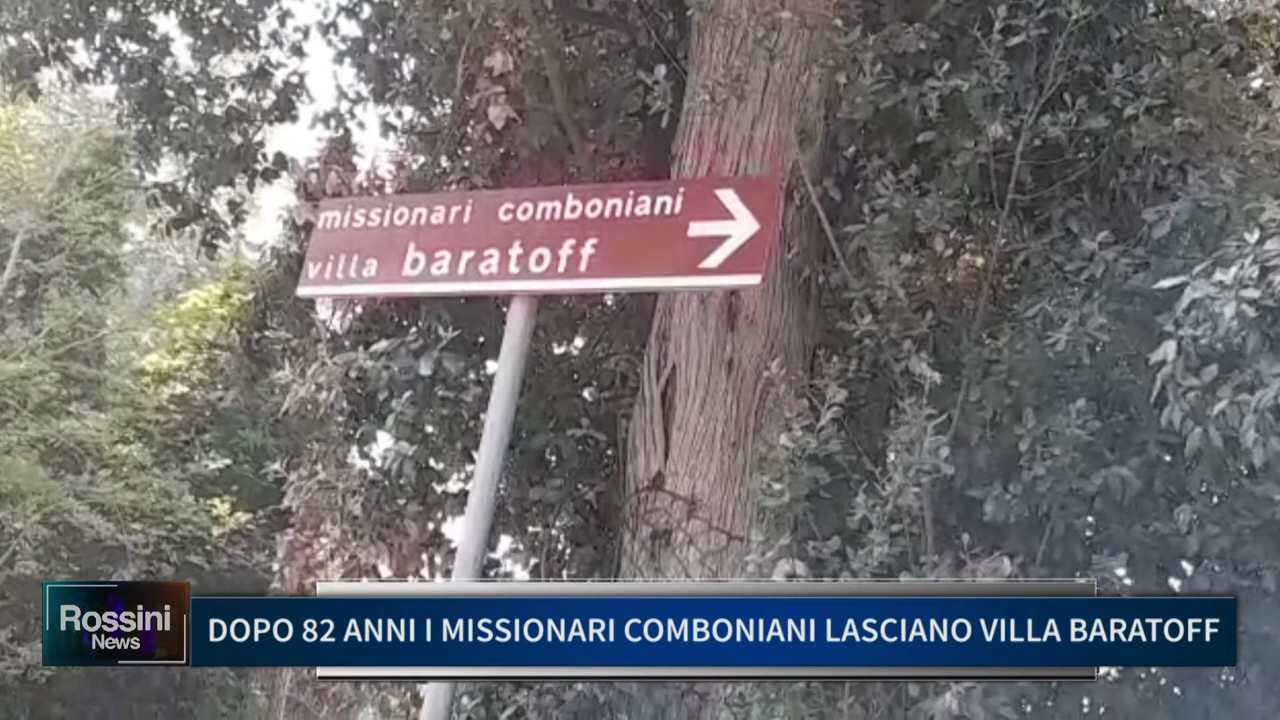 missionari comboniani
villa baratoff
Rossini
News
DOPO 82 ANNI I MISSIONARI COMBONIANI LASCIANO VILLA BARATOFF